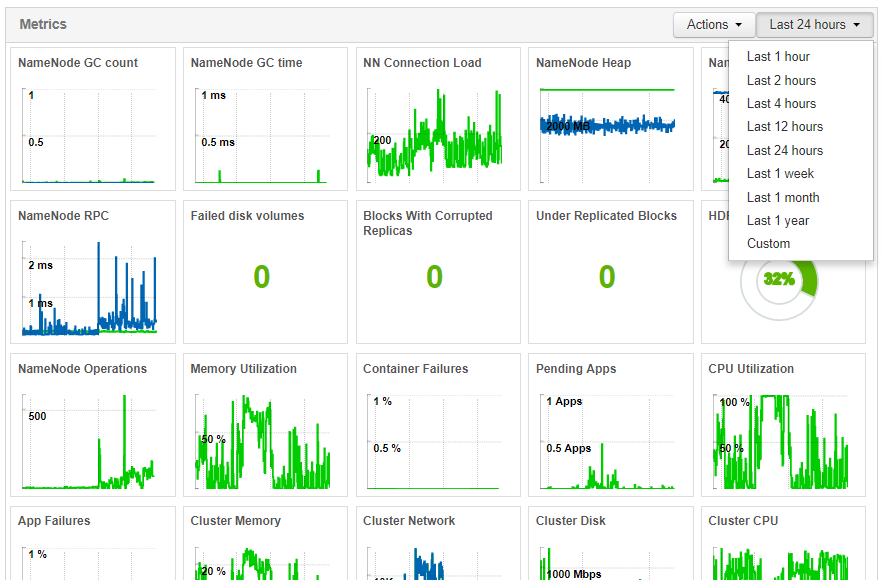 Metrics
Actions
Last 24 hours
Last 1 hour
Last 2 hours
Last 4 hours
Last 12 hours
Last 24 hours
Last 1 week
Last 1 month
Last 1 year
Custom
NameNode GC count
1
0.5
NameNode GC time
1 ms
0.5 ms
NN Connection Load
200
NameNode Heap
2000 MB
NameNode RPC
2 ms
1 ms
Failed disk volumes
0
Blocks With Corrupted
Replicas
0
Under Replicated Blocks
0
32%
NameNode Operations
500
Memory Utilization
50 %
Container Failures
1 %
0.5 %
Pending Apps
1 Apps
0.5 Apps
CPU Utilization
100 %
50 %
App Failures
1 %
Cluster Memory
20 %
Cluster Network
Cluster Disk
1000 Mbps
Cluster CPU